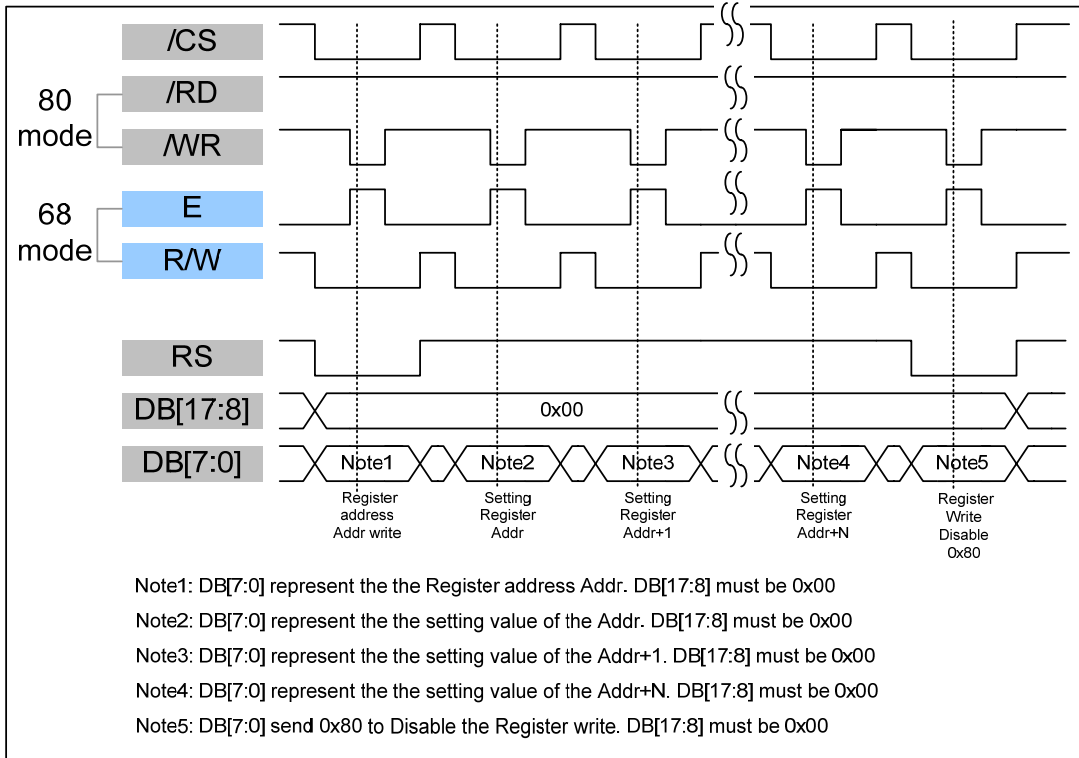 /CS
80
mode
/RD
/WR
68
mode
E
R/W
RS
DB[17:8]
0x00
DB[7:0]
Note1
Note2
Note3
Note4
Note5
Register
address
Addr write
Setting
Register
Addr
Setting
Register
Addr+1
Setting
Register
Addr+N
Register
Write
Disable
0x80
Note1: DB[7:0] represent the the Register address Addr. DB[17:8] must be 0x00
Note2: DB[7:0] represent the the setting value of the Addr. DB[17:8] must be 0x00
Note3: DB[7:0] represent the the setting value of the Addr+1. DB[17:8] must be 0x00
Note4: DB[7:0] represent the the setting value of the Addr+N. DB[17:8] must be 0x00
Note5: DB[7:0] send 0x80 to Disable the Register write. DB[17:8] must be 0x00